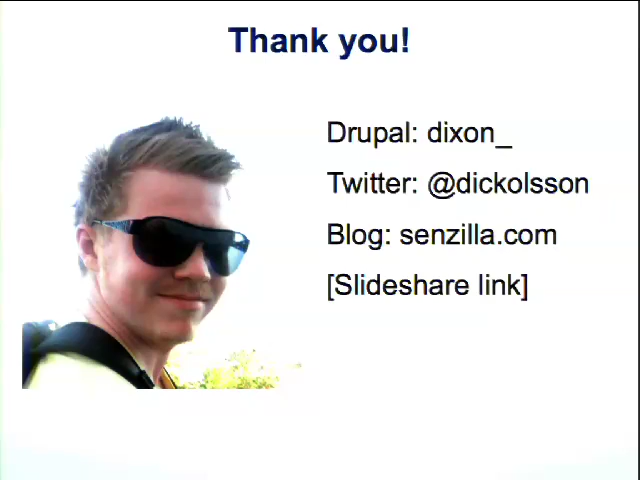 Thank you!
Drupal: dixon_
Twitter: @dickolsson
Blog: senzilla.com
[Slideshare link]